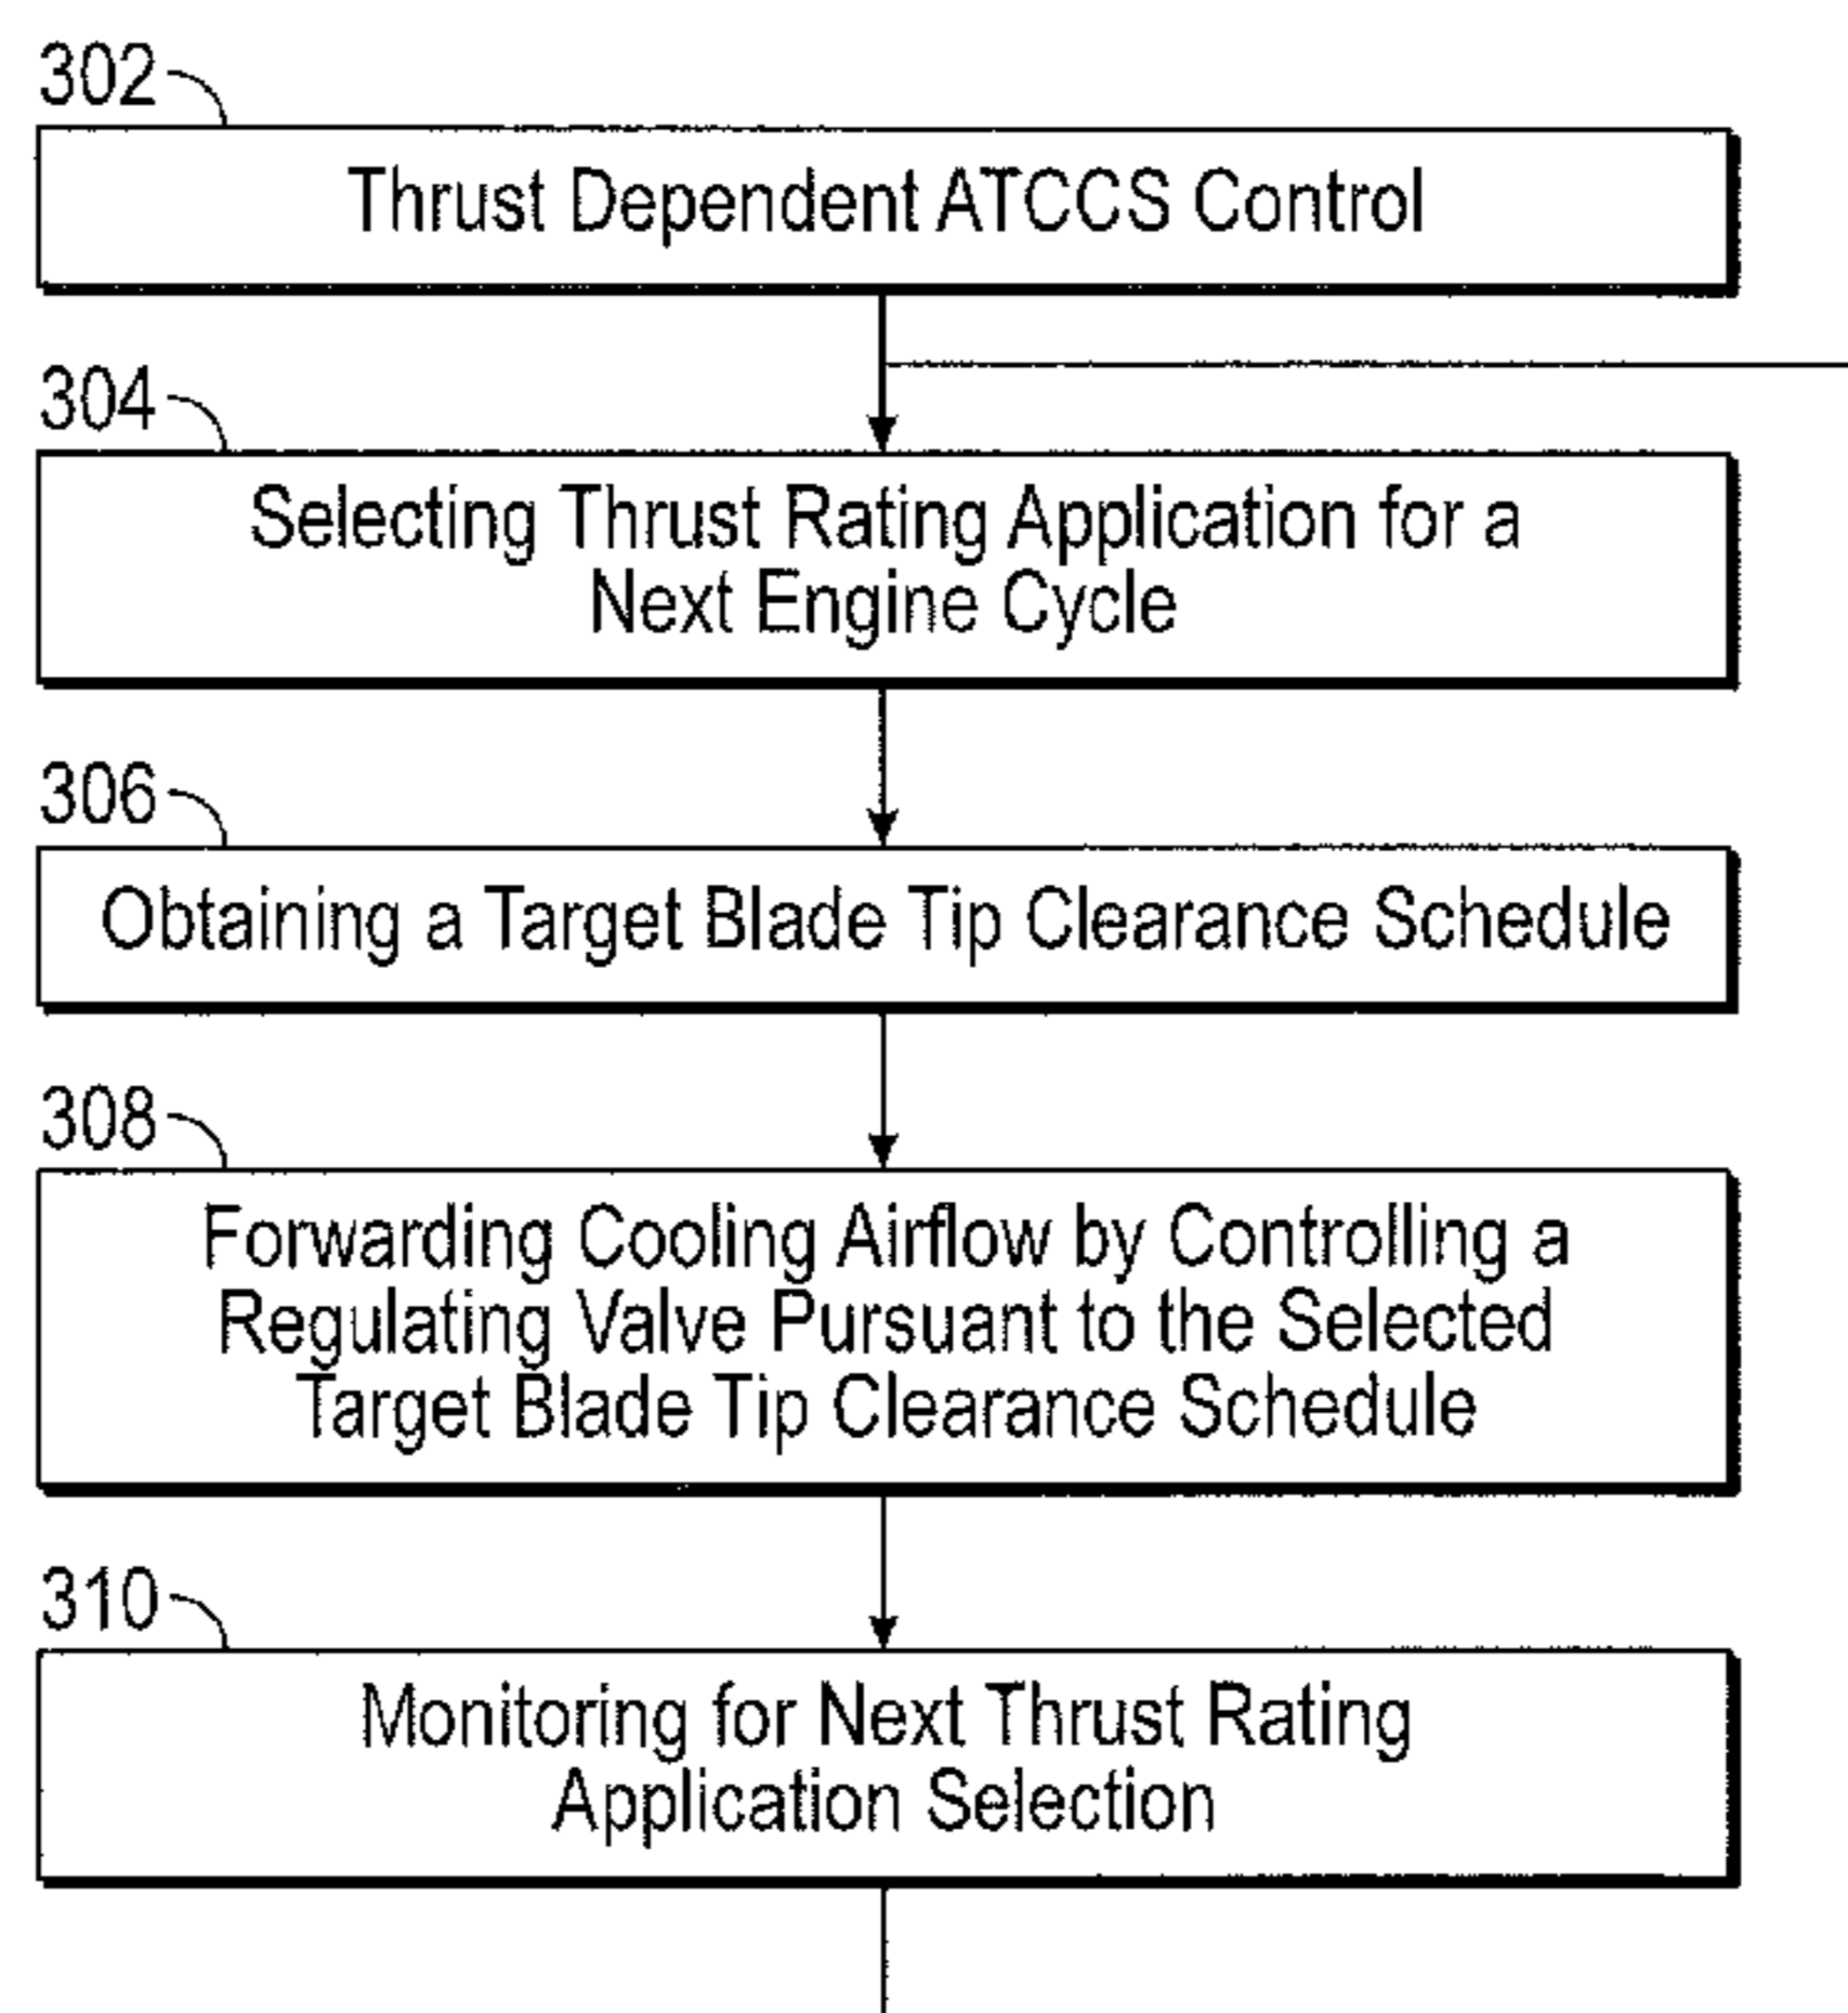 302
Thrust Dependent ATCCS Control
304
Selecting Thrust Rating Application for a
Next Engine Cycle
306
Obtaining a Target Blade Tip Clearance Schedule
308
Forwarding Cooling Airflow by Controlling a
Regulating Valve Pursuant to the Selected
Target Blade Tip Clearance Schedule
310
Monitoring for Next Thrust Rating
Application Selection